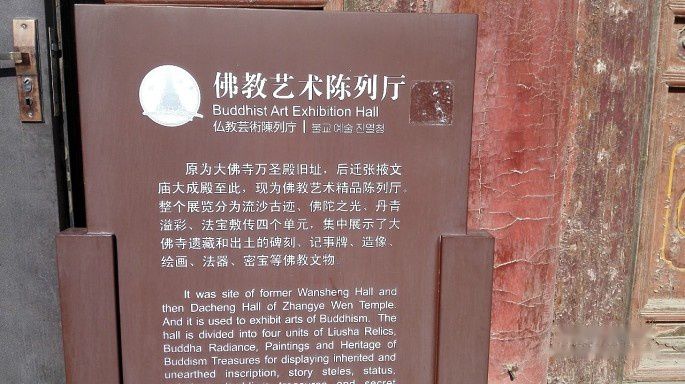 佛教艺术陈列厅
Buddhist Art Exhibition Hall
仏教芸術陳列庁 | 불교 예술 진열청
原为大佛寺万圣殿旧址，后迁张掖文
庙大成殿至此，现为佛教艺术精品陈列厅。
整个展览分为流沙古迹、佛陀之光、丹青
溢彩、法宝敷传四个单元，集中展示了大
佛寺遗藏和出土的碑刻、记事牌、造像、
绘画、法器、密宝等佛教文物。
It was site of former Wansheng Hall and
then Dacheng Hall of Zhangye Wen Temple.
And it is used to exhibit arts of Buddhism. The
hall is divided into four units of Liusha Relics,
Buddha Radiance, Paintings and Heritage of
Buddism Treasures for displaying inherited and
unearthed inscription, story steles, status,
and secret